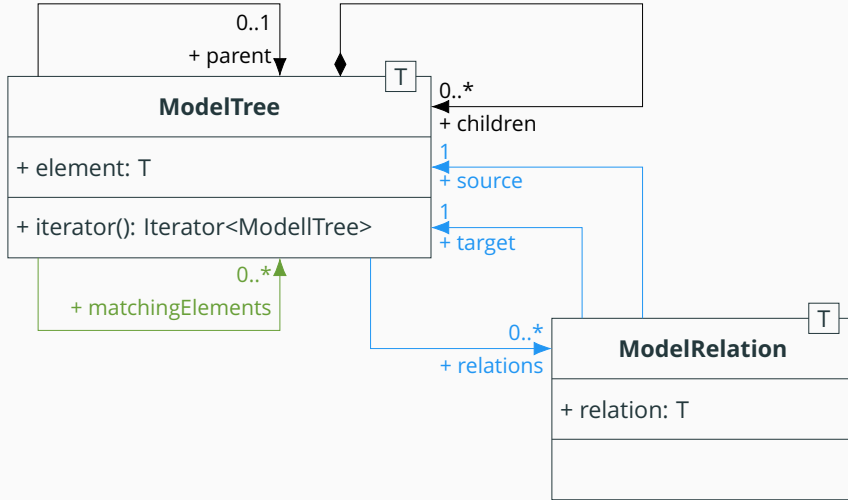 0..1
+ parent
T
ModelTree
0..*
+ children
+ element: T
1
+ source
+ iterator(): Iterator<ModellTree>
1
+ target
0..*
+ matchingElements
0..*
+ relations
T
ModelRelation
+ relation: T